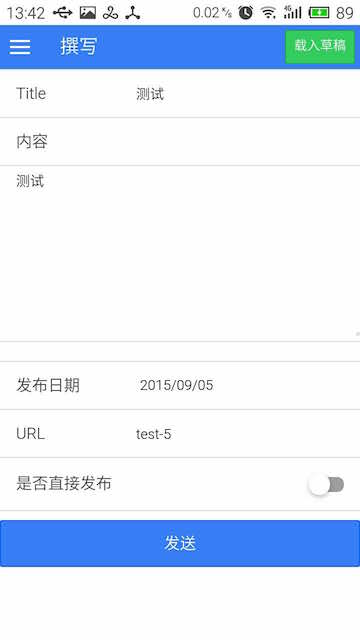 13:42 0.02 K/s 4G 89
撰写 载入草稿
Title 测试
内容
测试
发布日期 2015/09/05
URL test-5
是否直接发布
发送